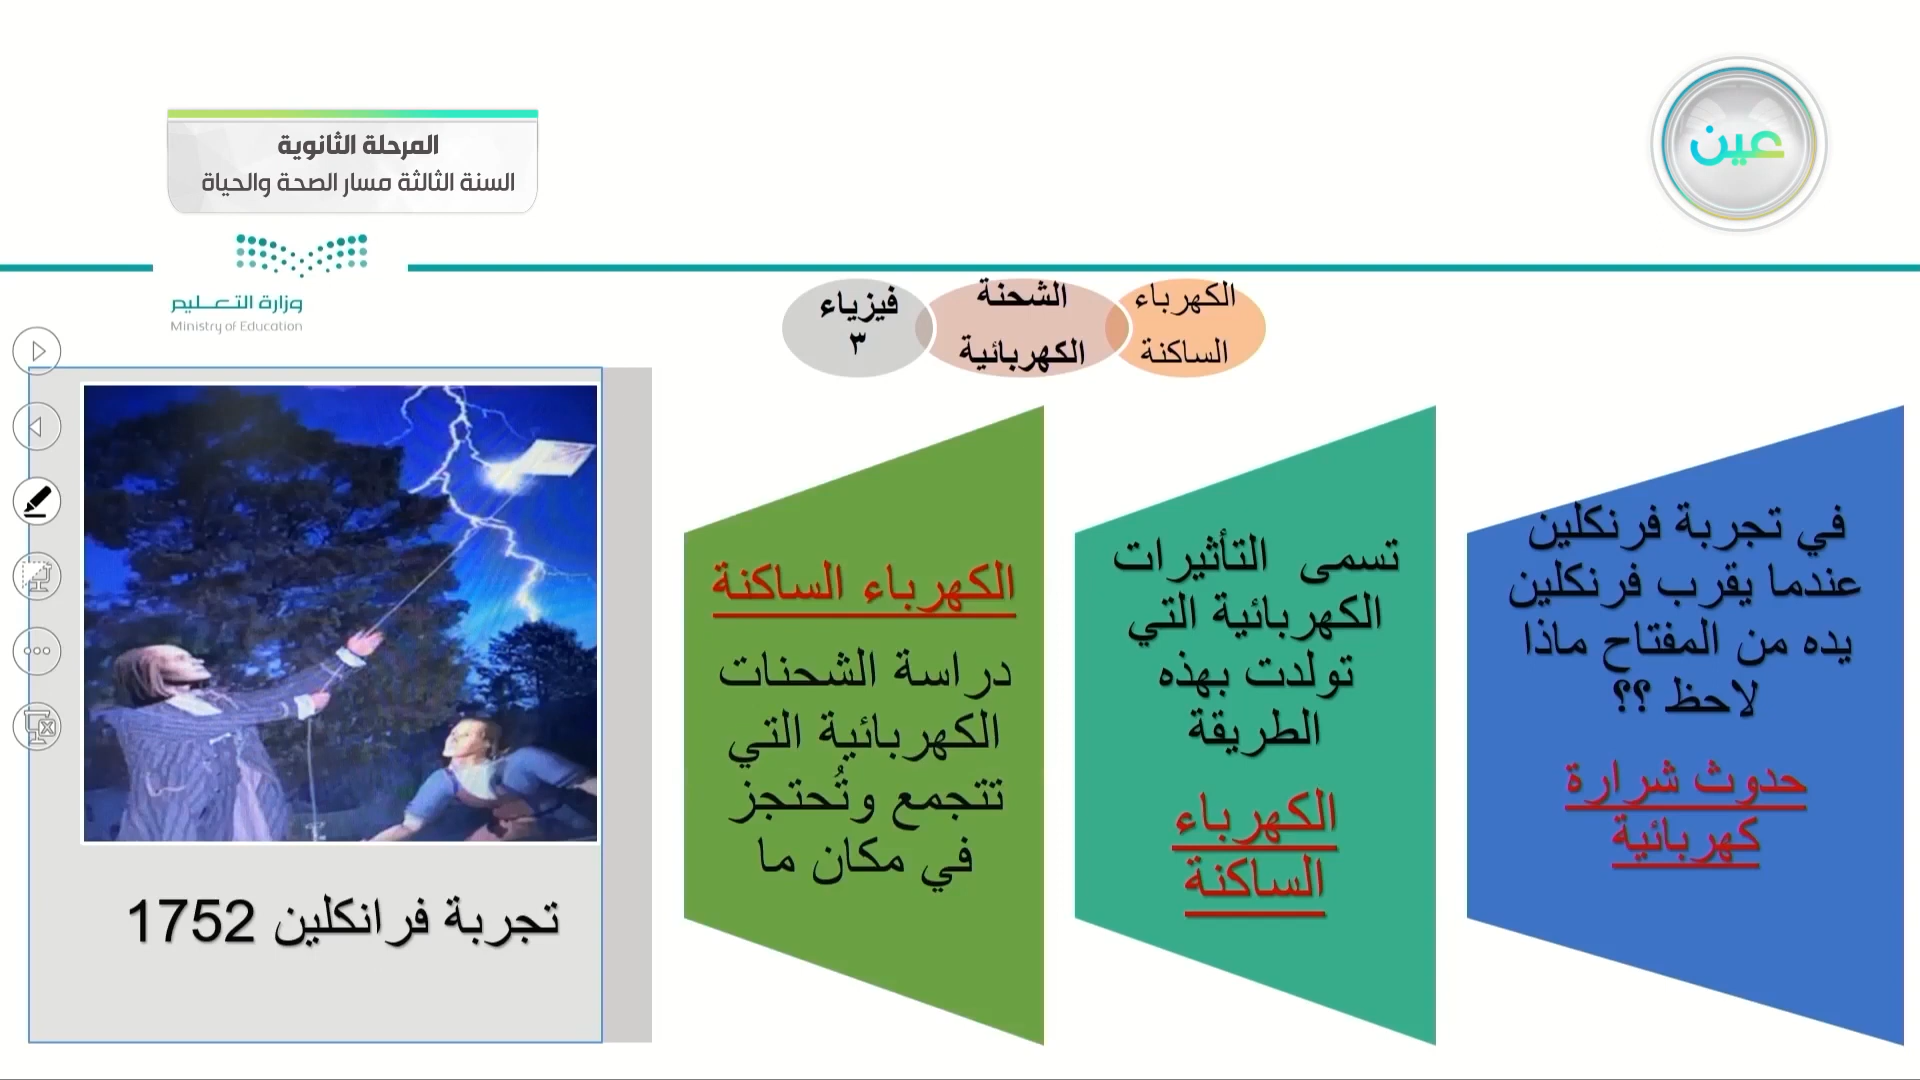 المرحلة الثانوية
السنة الثالثة مسار الصحة والحياة
عين
وزارة التعليم
Ministry of Education
الكهرباء
الساكنة
الشحنة
الكهربائية
فيزياء
٣
في تجربة فرنكلين
عندما يقرب فرنكلين
يده من المفتاح ماذا
لاحظ ؟؟
حدوث شرارة
كهربائية
تسمى التأثيرات
الكهربائية التي
تولدت بهذه
الطريقة
الكهرباء
الساكنة
الكهرباء الساكنة
دراسة الشحنات
الكهربائية التي
تتجمع وتُحتجز
في مكان ما
تجربة فرانكلين 1752